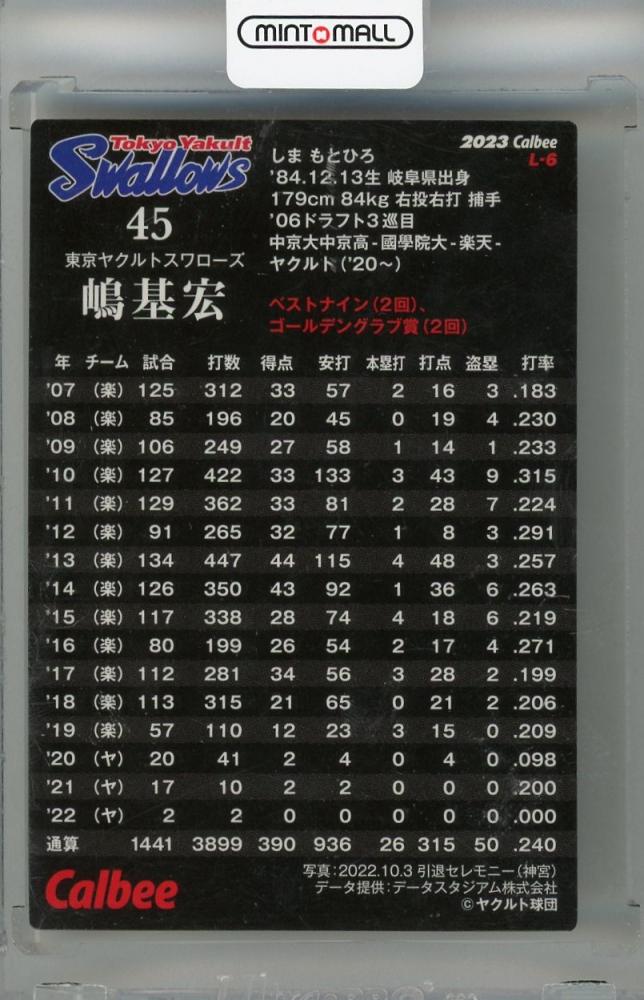 MINT MALL
Tokyo Yakult
Swallows
45
東京ヤクルトスワローズ
嶋基宏
2023 Calbee
L-6
しま もとひろ
'84.12.13生 岐阜県出身
179cm 84kg 右投右打 捕手
'06ドラフト3巡目
中京大中京高-國學院大-楽天-
ヤクルト('20~)
ベストナイン(2回)、
ゴールデングラブ賞(2回)
年 チーム 試合 打数 得点 安打 本塁打 打点 盗塁 打率
'07 (楽) 125 312 33 57 2 16 3 .183
'08 (楽) 85 196 20 45 0 19 4 .230
'09 (楽) 106 249 27 58 1 14 1 .233
'10 (楽) 127 422 33 133 3 43 9 .315
'11 (楽) 129 362 33 81 2 28 7 .224
'12 (楽) 91 265 32 77 1 8 3 .291
'13 (楽) 134 447 44 115 4 48 3 .257
'14 (楽) 126 350 43 92 1 36 6 .263
'15 (楽) 117 338 28 74 4 18 6 .219
'16 (楽) 80 199 26 54 2 17 4 .271
'17 (楽) 112 281 34 56 3 28 2 .199
'18 (楽) 113 315 21 65 0 21 2 .206
'19 (楽) 57 110 12 23 3 15 0 .209
'20 (ヤ) 20 41 2 4 0 4 0 .098
'21 (ヤ) 17 10 2 2 0 0 0 .200
'22 (ヤ) 2 2 0 0 0 0 0 .000
通算 1441 3899 390 936 26 315 50 .240
Calbee
写真:2022.10.3 引退セレモニー(神宮)
データ提供:データスタジアム株式会社
©ヤクルト球団